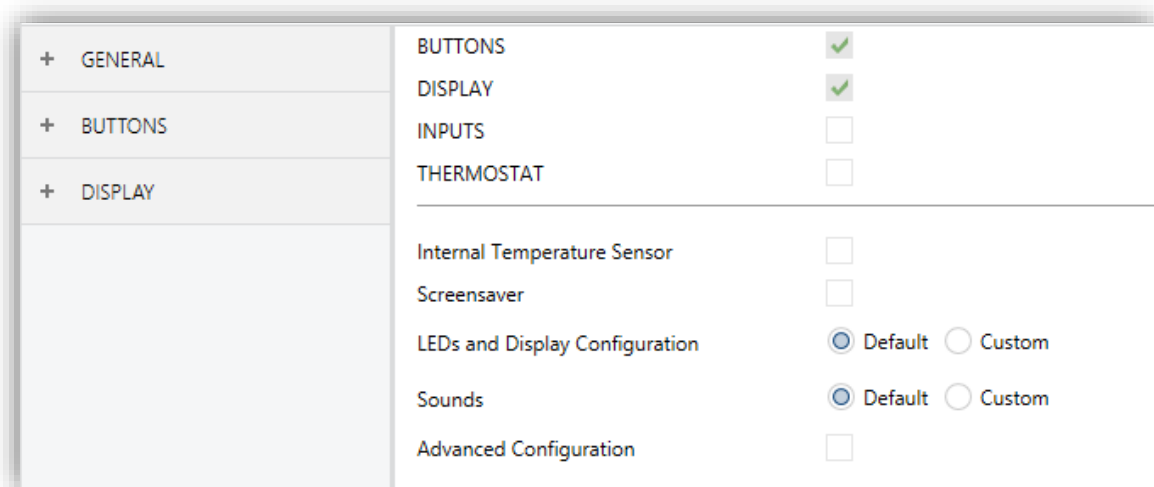 + GENERAL
+ BUTTONS
+ DISPLAY
BUTTONS
DISPLAY
INPUTS
THERMOSTAT
Internal Temperature Sensor
Screensaver
LEDs and Display Configuration Default Custom
Sounds Default Custom
Advanced Configuration